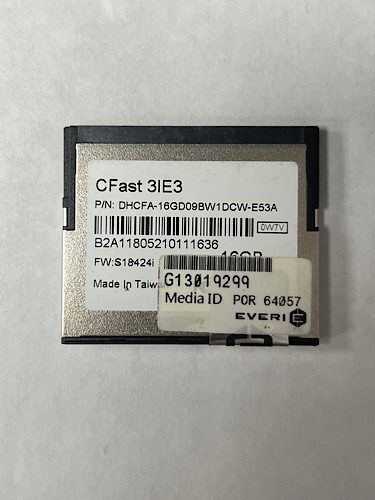 CFast 3IE3
P/N: DHCFA-16GD09BW1DCW-E53A
0W7V
B2A11805210111636
16GB
FW:S18424i
Made In Taiwan
G13019299
Media ID POR 64057
EVERI